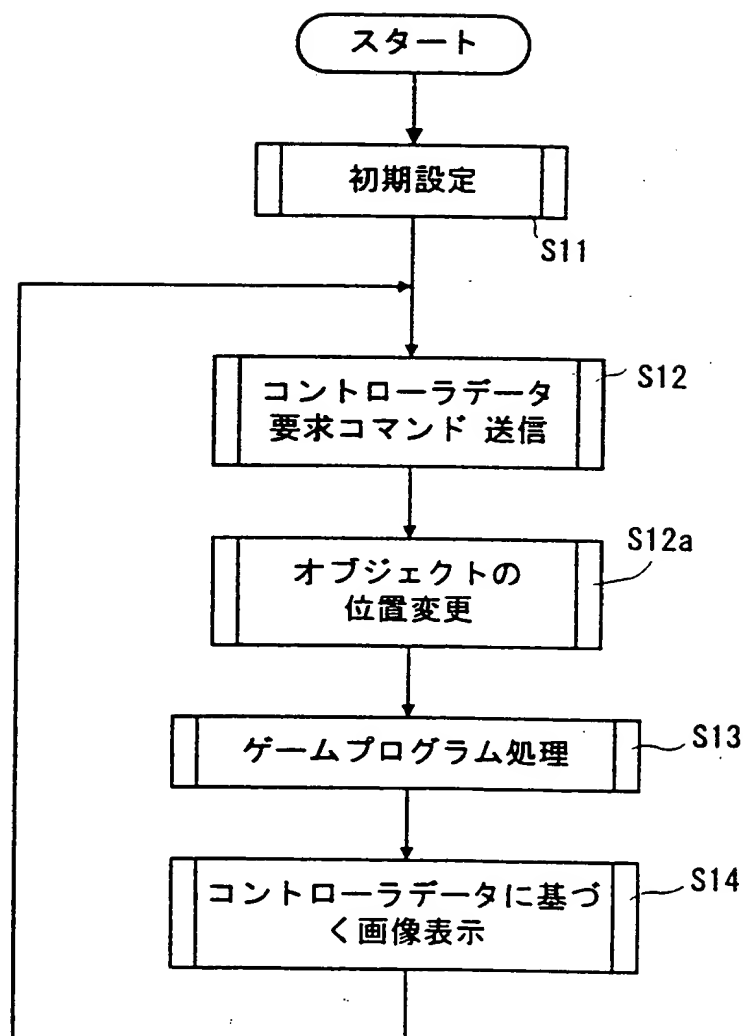 スタート
初期設定
S11
コントローラデータ
要求コマンド 送信
S12
オブジェクトの
位置変更
S12a
ゲームプログラム処理
S13
コントローラデータに基づ
く画像表示
S14